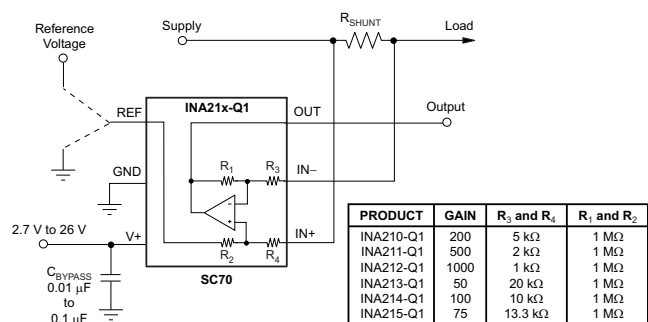 Reference
Voltage
Supply
RSHUNT
Load
REF
INA21x-Q1
OUT
Output
GND
R1
R3
IN−
−
+
2.7 V to 26 V
V+
R2
R4
IN+
CBYPASS
0.01 μF
to
0.1 μF
SC70
PRODUCT GAIN R3 and R4 R1 and R2
INA210-Q1 200 5 kΩ 1 MΩ
INA211-Q1 500 2 kΩ 1 MΩ
INA212-Q1 1000 1 kΩ 1 MΩ
INA213-Q1 50 20 kΩ 1 MΩ
INA214-Q1 100 10 kΩ 1 MΩ
INA215-Q1 75 13.3 kΩ 1 MΩ